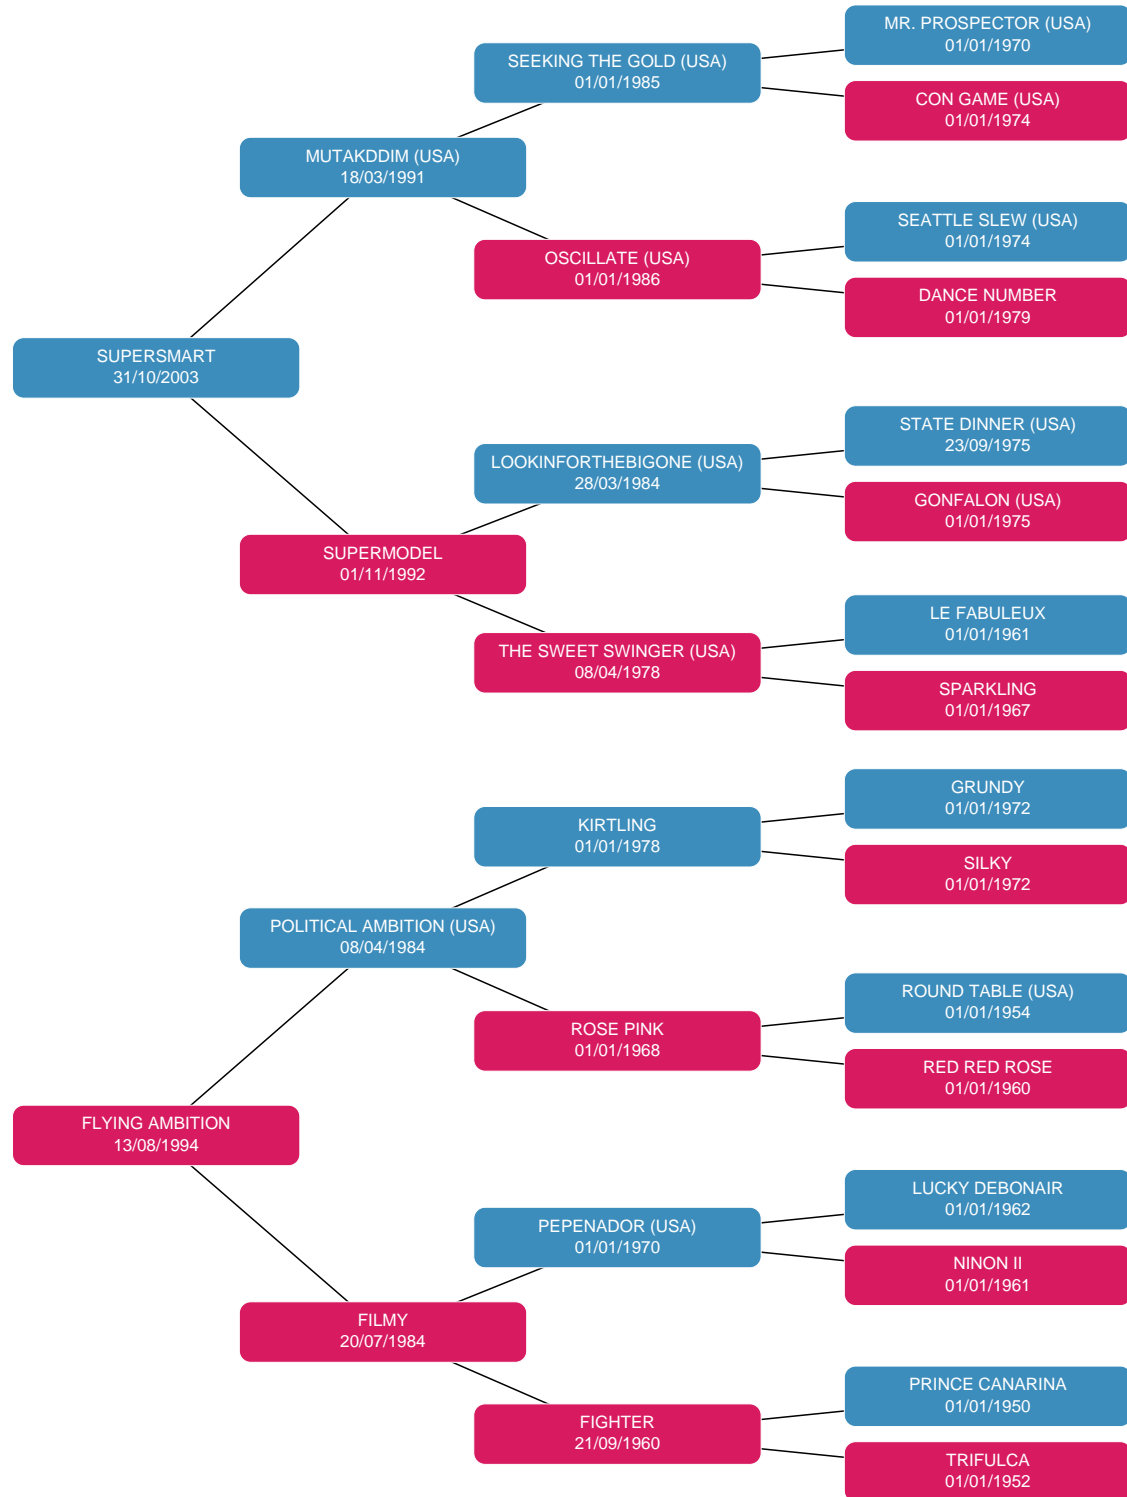 MR. PROSPECTOR (USA)
01/01/1970
SEEKING THE GOLD (USA)
01/01/1985
CON GAME (USA)
01/01/1974
MUTAKDDIM (USA)
18/03/1991
SEATTLE SLEW (USA)
01/01/1974
OSCILLATE (USA)
01/01/1986
DANCE NUMBER
01/01/1979
SUPERSMART
31/10/2003
STATE DINNER (USA)
23/09/1975
LOOKINFORTHEBIGONE (USA)
28/03/1984
GONFALON (USA)
01/01/1975
SUPERMODEL
01/11/1992
LE FABULEUX
01/01/1961
THE SWEET SWINGER (USA)
08/04/1978
SPARKLING
01/01/1967
GRUNDY
01/01/1972
KIRTLING
01/01/1978
SILKY
01/01/1972
POLITICAL AMBITION (USA)
08/04/1984
ROUND TABLE (USA)
01/01/1954
ROSE PINK
01/01/1968
RED RED ROSE
01/01/1960
FLYING AMBITION
13/08/1994
LUCKY DEBONAIR
01/01/1962
PEPENADOR (USA)
01/01/1970
NINON II
01/01/1961
FILMY
20/07/1984
PRINCE CANARINA
01/01/1950
FIGHTER
21/09/1960
TRIFULCA
01/01/1952